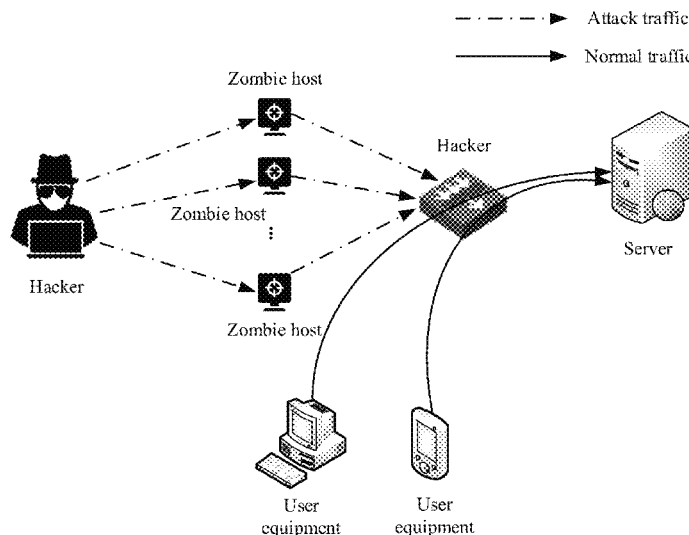 Attack traffic
Normal traffic
Zombie host
Hacker
Zombie host
Server
Hacker
Zombie host
User
equipment
User
equipment